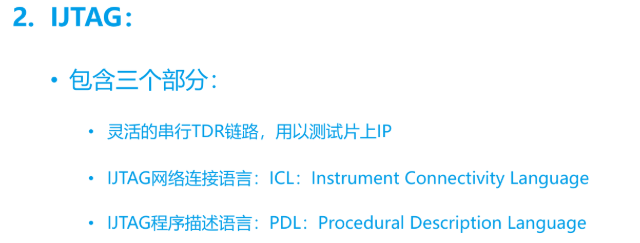 2. IJTAG：
• 包含三个部分：
• 灵活的串行TDR链路，用以测试片上IP
• IJTAG网络连接语言：ICL：Instrument Connectivity Language
• IJTAG程序描述语言：PDL：Procedural Description Language